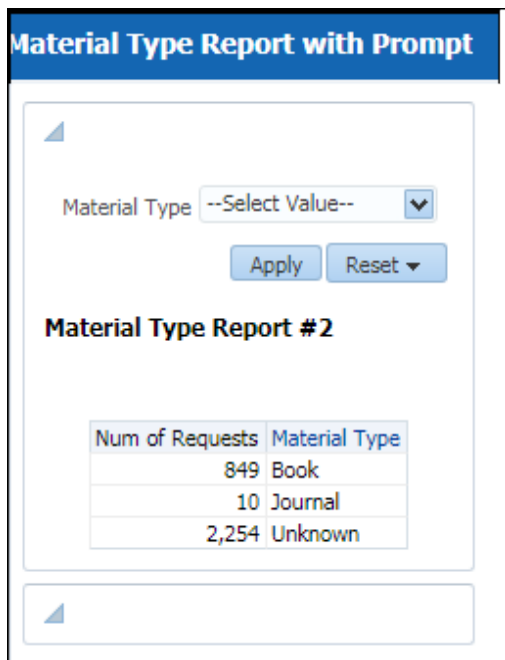 Material Type Report with Prompt
Material Type --Select Value--
Apply Reset
Material Type Report #2
Num of Requests Material Type
849 Book
10 Journal
2,254 Unknown